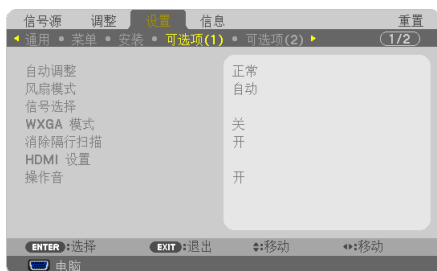 信号源 调整 设置 信息 重置
通用 • 菜单 • 安装 • 可选项(1) • 可选项(2) 1/2
自动调整 正常
风扇模式 自动
信号选择
WXGA 模式 关
消除隔行扫描 开
HDMI 设置
操作音 开
ENTER :选择 EXIT :退出 :移动 :移动
电脑